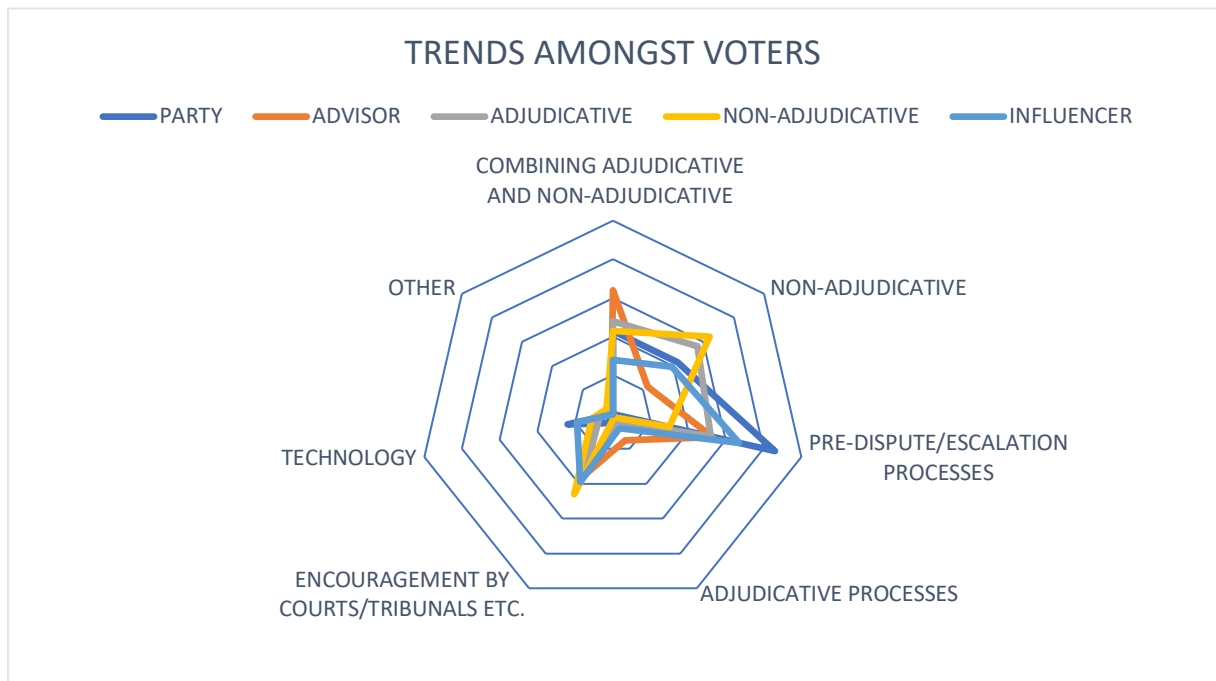 TRENDS AMONGST VOTERS
PARTY ADVISOR ADJUDICATIVE NON-ADJUDICATIVE INFLUENCER
COMBINING ADJUDICATIVE
AND NON-ADJUDICATIVE
NON-ADJUDICATIVE
PRE-DISPUTE/ESCALATION
PROCESSES
ADJUDICATIVE PROCESSES
ENCOURAGEMENT BY
COURTS/TRIBUNALS ETC.
TECHNOLOGY
OTHER